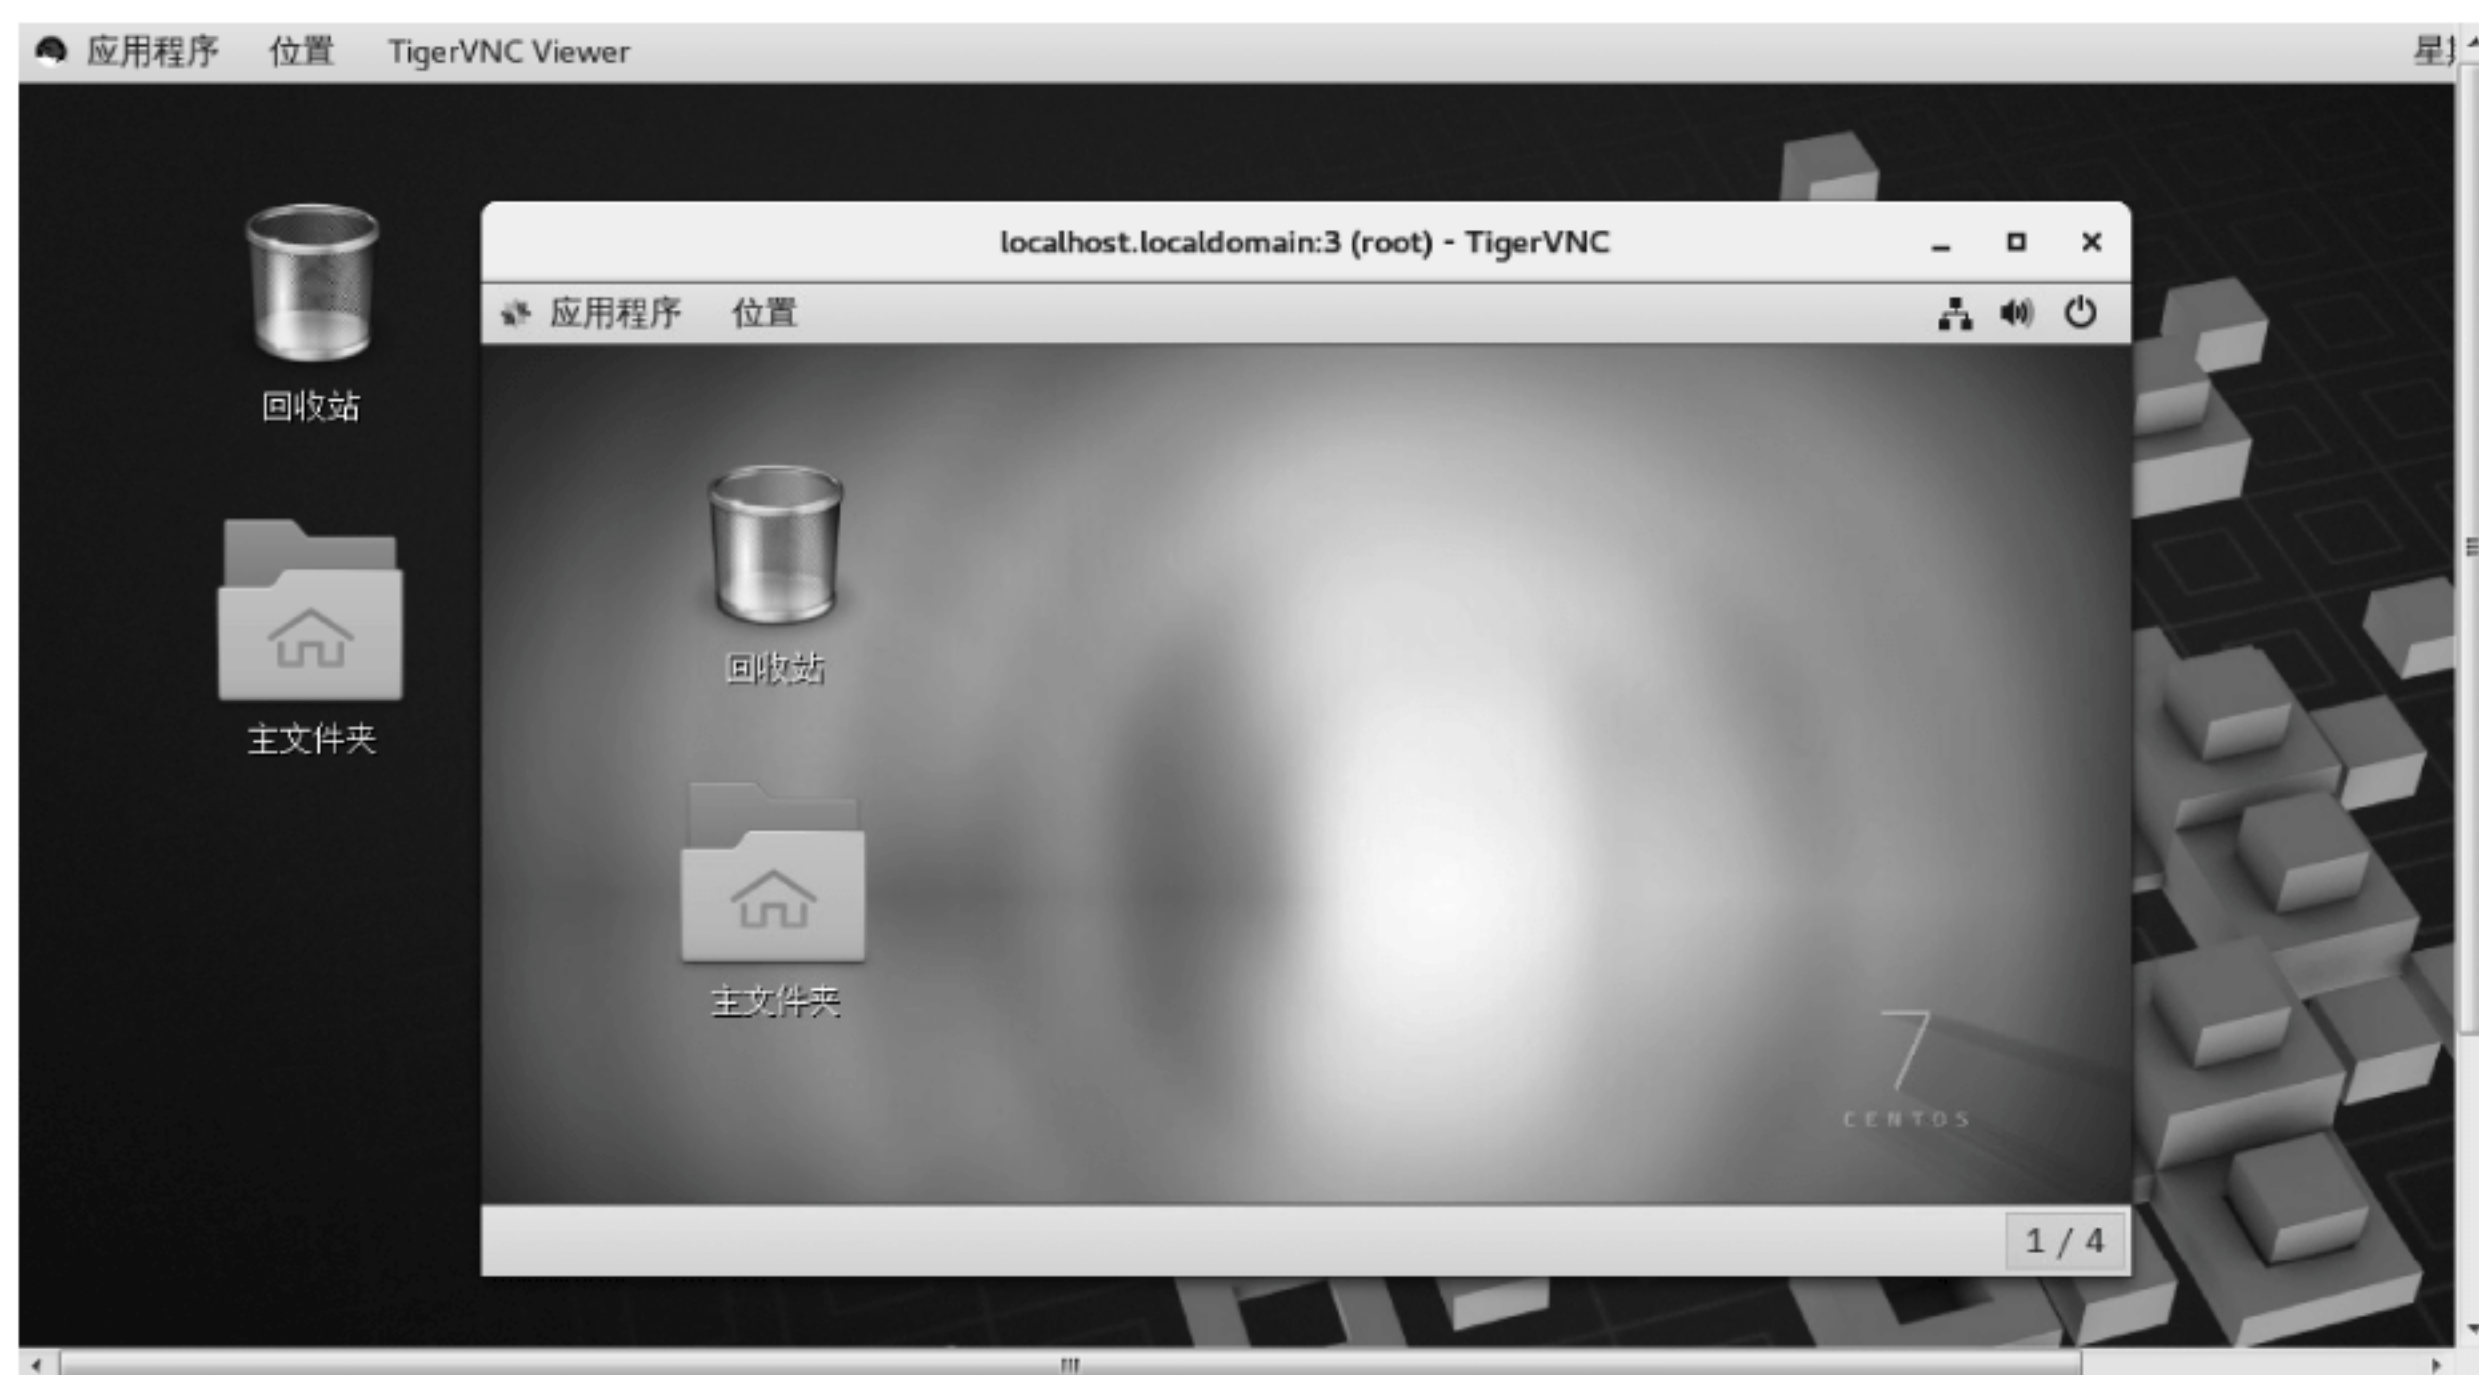 应用程序 位置 TigerVNC Viewer 星
localhost.localdomain:3 (root) - TigerVNC
应用程序 位置
回收站
主文件夹
回收站
主文件夹
7
CENTOS
1 / 4